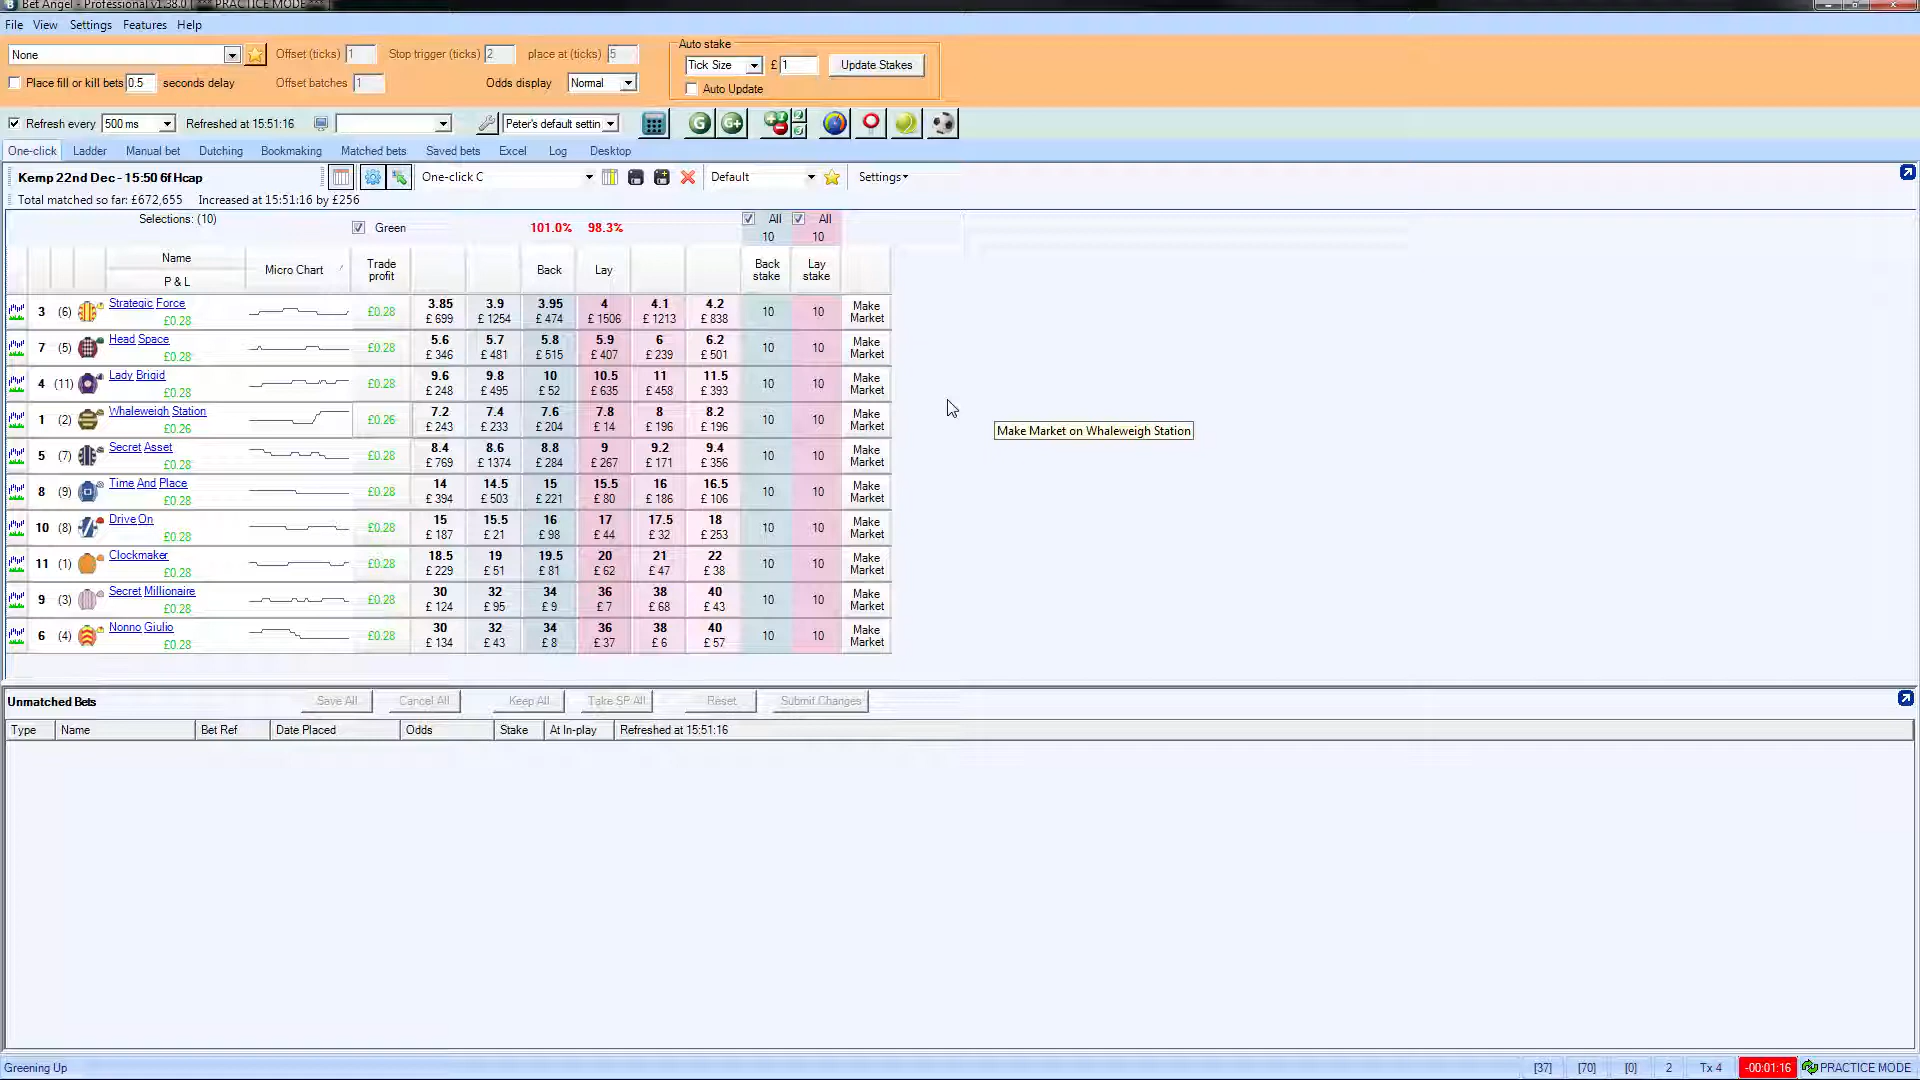 Bet Angel - Professional v1.38.0 [ *** PRACTICE MODE *** ]
File View Settings Help
None Offset (ticks) 1 Stop trigger (ticks) 2 place at (ticks) 5 Auto stake
Tick Size £ 1 Update Stakes
Place fill or kill bets 0.5 seconds delay Offset batches 1 Odds display Normal Auto Update
Refresh every 500 ms Refreshed at 15:51:16 Peter's default settin G G+
One-click Ladder Manual bet Dutching Bookmaking Matched bets Saved bets Excel Log Desktop
Kemp 22nd Dec - 15:50 6f Hcap One-click C Default Settings
Total matched so far: £672,655 Increased at 15:51:16 by £256
Selections: (10) Green 101.0% 98.3% All All
10 10
Name P & L Micro Chart Trade profit Back Lay Back stake Lay stake
3 (6) Strategic Force 3.85 3.9 3.95 4 4.1 4.2
£0.28 £0.28 £ 699 £ 1254 £ 474 £ 1506 £ 1213 £ 838 10 10 Make Market
7 (5) Head Space 5.6 5.7 5.8 5.9 6 6.2
£0.28 £0.28 £ 346 £ 481 £ 515 £ 407 £ 239 £ 501 10 10 Make Market
4 (11) Lady Brigid 9.6 9.8 10 10.5 11 11.5
£0.28 £0.28 £ 248 £ 495 £ 52 £ 635 £ 458 £ 393 10 10 Make Market
1 (2) Whaleweigh Station 7.2 7.4 7.6 7.8 8 8.2
£0.26 £0.26 £ 243 £ 233 £ 204 £ 14 £ 196 £ 196 10 10 Make Market
Make Market on Whaleweigh Station
5 (7) Secret Asset 8.4 8.6 8.8 9 9.2 9.4
£0.28 £0.28 £ 769 £ 1374 £ 284 £ 267 £ 171 £ 356 10 10 Make Market
8 (9) Time And Place 14 14.5 15 15.5 16 16.5
£0.28 £0.28 £ 394 £ 503 £ 221 £ 80 £ 186 £ 106 10 10 Make Market
10 (8) Drive On 15 15.5 16 17 17.5 18
£0.28 £0.28 £ 187 £ 21 £ 98 £ 44 £ 32 £ 253 10 10 Make Market
11 (1) Clockmaker 18.5 19 19.5 20 21 22
£0.28 £0.28 £ 229 £ 51 £ 81 £ 62 £ 47 £ 38 10 10 Make Market
9 (3) Secret Millionaire 30 32 34 36 38 40
£0.28 £0.28 £ 124 £ 95 £ 9 £ 7 £ 68 £ 43 10 10 Make Market
6 (4) Nonno Giulio 30 32 34 36 38 40
£0.28 £0.28 £ 134 £ 43 £ 8 £ 37 £ 6 £ 57 10 10 Make Market
Unmatched Bets Save All Cancel All Keep All Take SP All Reset Submit Changes
Type Name Bet Ref Date Placed Odds Stake At In-play Refreshed at 15:51:16
Greening Up [37] [70] [0] 2 Tx 4 -00:01:16 PRACTICE MODE